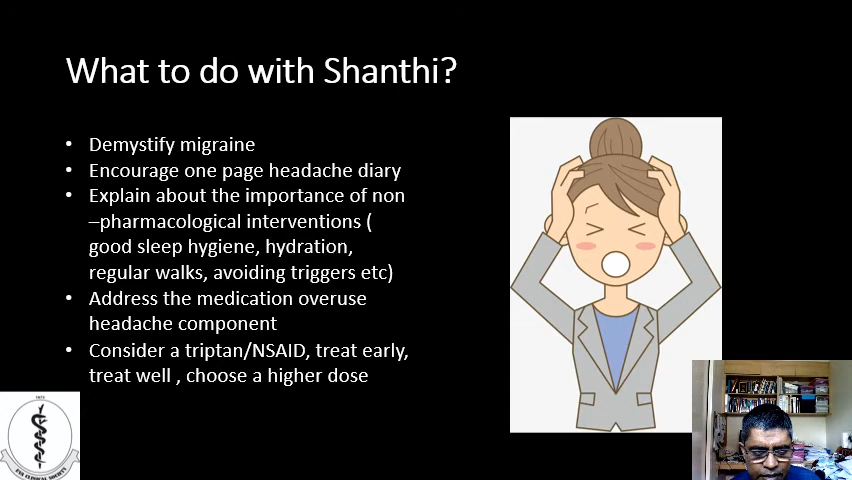 What to do with Shanthi?
• Demystify migraine
• Encourage one page headache diary
• Explain about the importance of non
–pharmacological interventions (
good sleep hygiene, hydration,
regular walks, avoiding triggers etc)
• Address the medication overuse
headache component
• Consider a triptan/NSAID, treat early,
treat well , choose a higher dose
CLINICAL SOCIETY